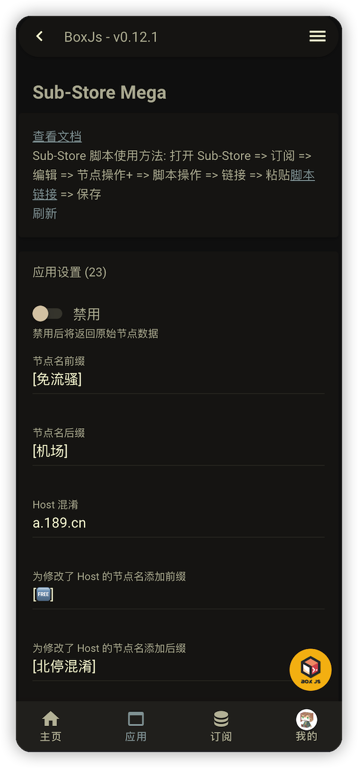 BoxJs - v0.12.1
Sub-Store Mega
查看文档
Sub-Store 脚本使用方法: 打开 Sub-Store => 订阅 =>
编辑 => 节点操作+ => 脚本操作 => 链接 => 粘贴脚本
链接 => 保存
刷新
应用设置 (23)
禁用
禁用后将返回原始节点数据
节点名前缀
[免流骚]
节点名后缀
[机场]
Host 混淆
a.189.cn
为修改了 Host 的节点名添加前缀
[🆓]
为修改了 Host 的节点名添加后缀
[北停混淆]
BOX JS
主页
应用
订阅
我的